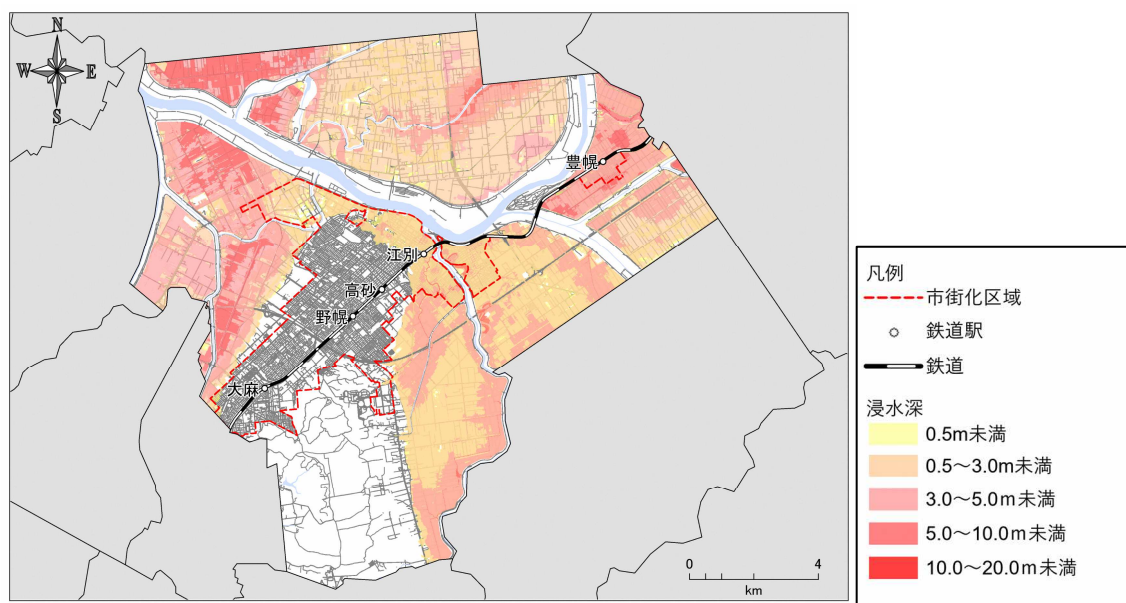 N
W
E
S
豊幌
江別
高砂
野幌
大麻
0
4
km
凡例
市街化区域
鉄道駅
鉄道
浸水深
0.5m未満
0.5～3.0m未満
3.0～5.0m未満
5.0～10.0m未満
10.0～20.0m未満